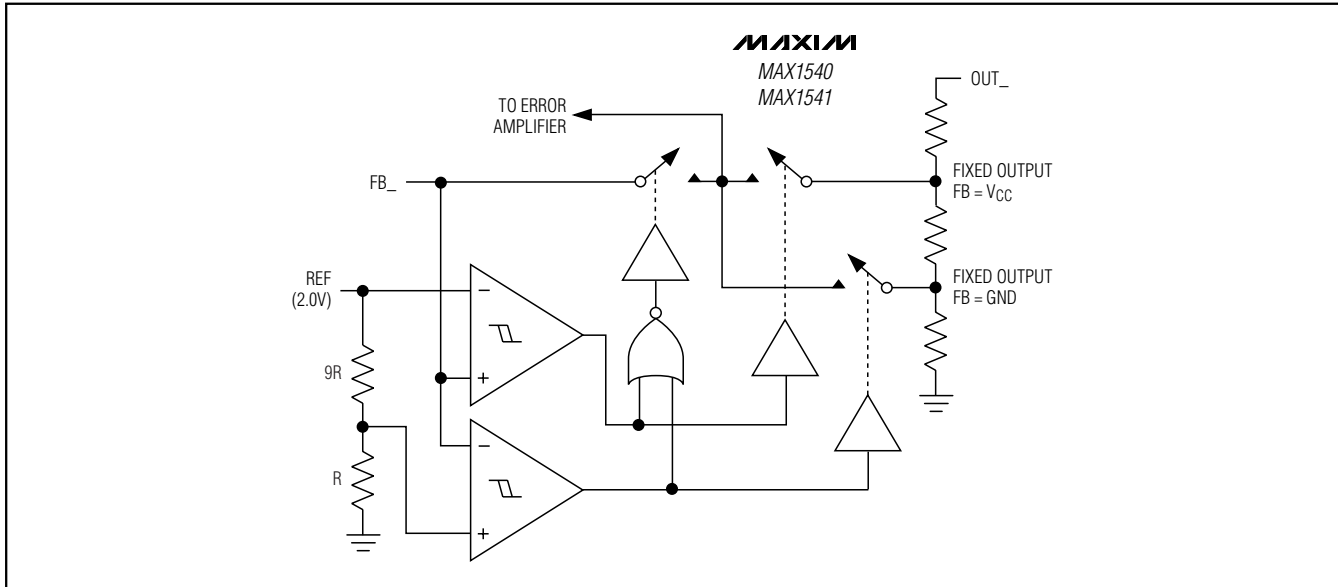 MAXIM
MAX1540
MAX1541
OUT_
TO ERROR
AMPLIFIER
FB_
FIXED OUTPUT
FB = VCC
REF
(2.0V)
−
FIXED OUTPUT
FB = GND
9R
+
−
R
+